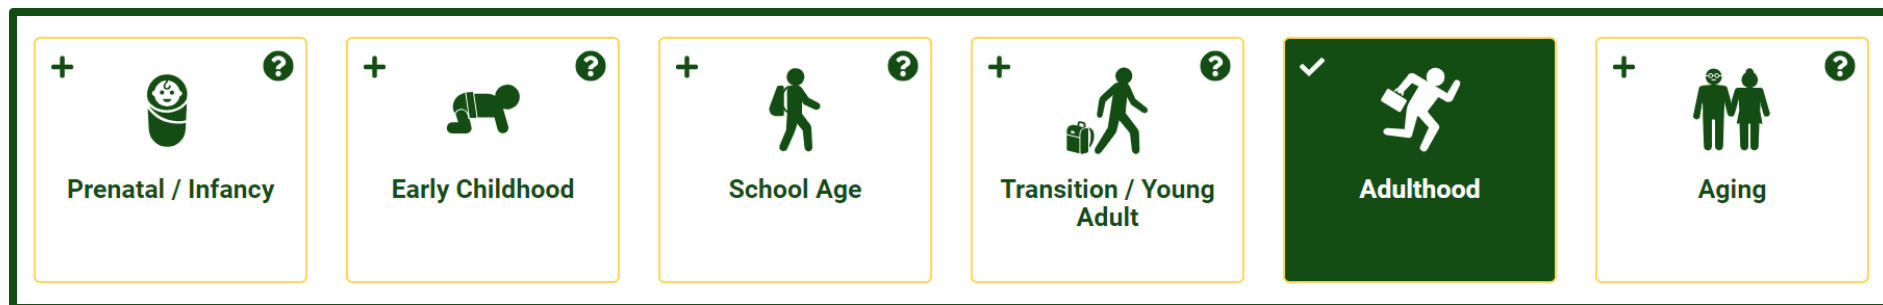 Prenatal / Infancy
Early Childhood
School Age
Transition / Young
Adult
Adulthood
Aging